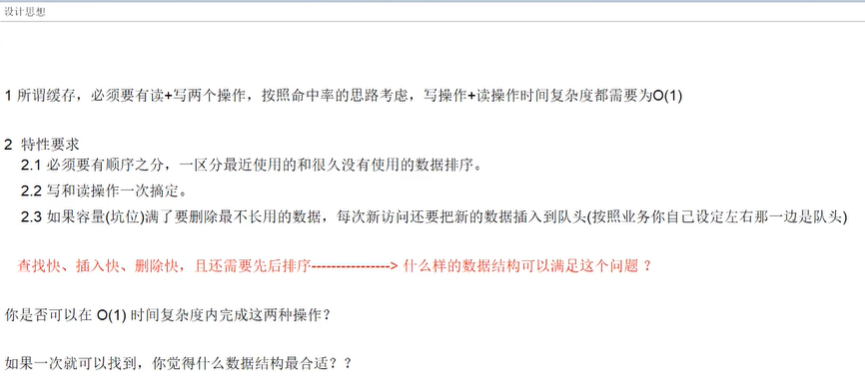 设计思想
1 所谓缓存，必须要有读+写两个操作，按照命中率的思路考虑，写操作+读操作时间复杂度都需要为O(1)
2 特性要求
2.1 必须要有顺序之分，一区分最近使用的和很久没有使用的数据排序。
2.2 写和读操作一次搞定。
2.3 如果容量(坑位)满了要删除最不长用的数据，每次新访问还要把新的数据插入到队头(按照业务你自己设定左右那一边是队头)
查找快、插入快、删除快，且还需要先后排序----------------> 什么样的数据结构可以满足这个问题？
你是否可以在 O(1) 时间复杂度内完成这两种操作？
如果一次就可以找到，你觉得什么数据结构最合适？？